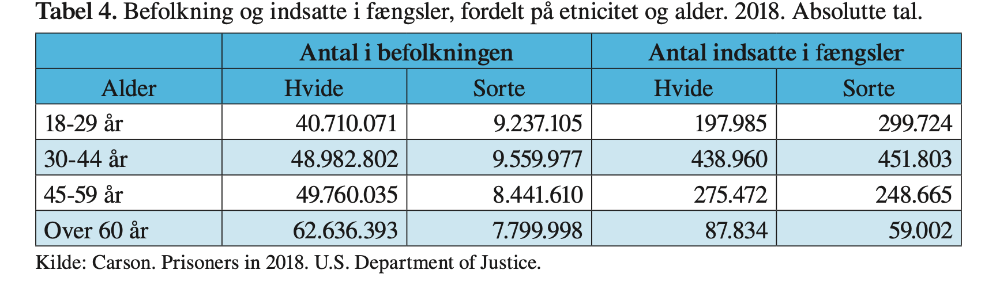 Tabel 4. Befolkning og indsatte i fængsler, fordelt på etnicitet og alder. 2018. Absolutte tal.
Antal i befolkningen Antal indsatte i fængsler
Alder Hvide Sorte Hvide Sorte
18-29 år 40.710.071 9.237.105 197.985 299.724
30-44 år 48.982.802 9.559.977 438.960 451.803
45-59 år 49.760.035 8.441.610 275.472 248.665
Over 60 år 62.636.393 7.799.998 87.834 59.002
Kilde: Carson. Prisoners in 2018. U.S. Department of Justice.